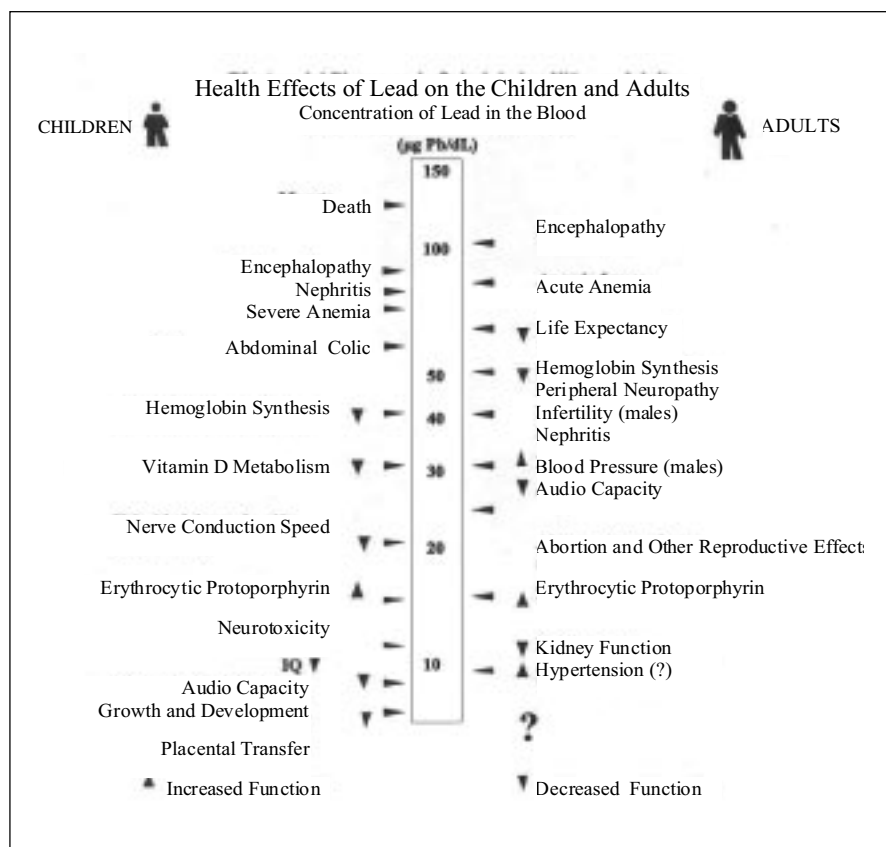 Health Effects of Lead on the Children and Adults
Concentration of Lead in the Blood
CHILDREN
ADULTS
(µg Pb/dL)
150
Death
Encephalopathy
100
Encephalopathy
Nephritis
Acute Anemia
Severe Anemia
Life Expectancy
Abdominal Colic
Hemoglobin Synthesis
50
Peripheral Neuropathy
Hemoglobin Synthesis
Infertility (males)
40
Nephritis
Vitamin D Metabolism
Blood Pressure (males)
30
Audio Capacity
Nerve Conduction Speed
20
Abortion and Other Reproductive Effects
Erythrocytic Protoporphyrin
Erythrocytic Protoporphyrin
Neurotoxicity
Kidney Function
IQ
10
Hypertension (?)
Audio Capacity
Growth and Development
?
Placental Transfer
Increased Function
Decreased Function